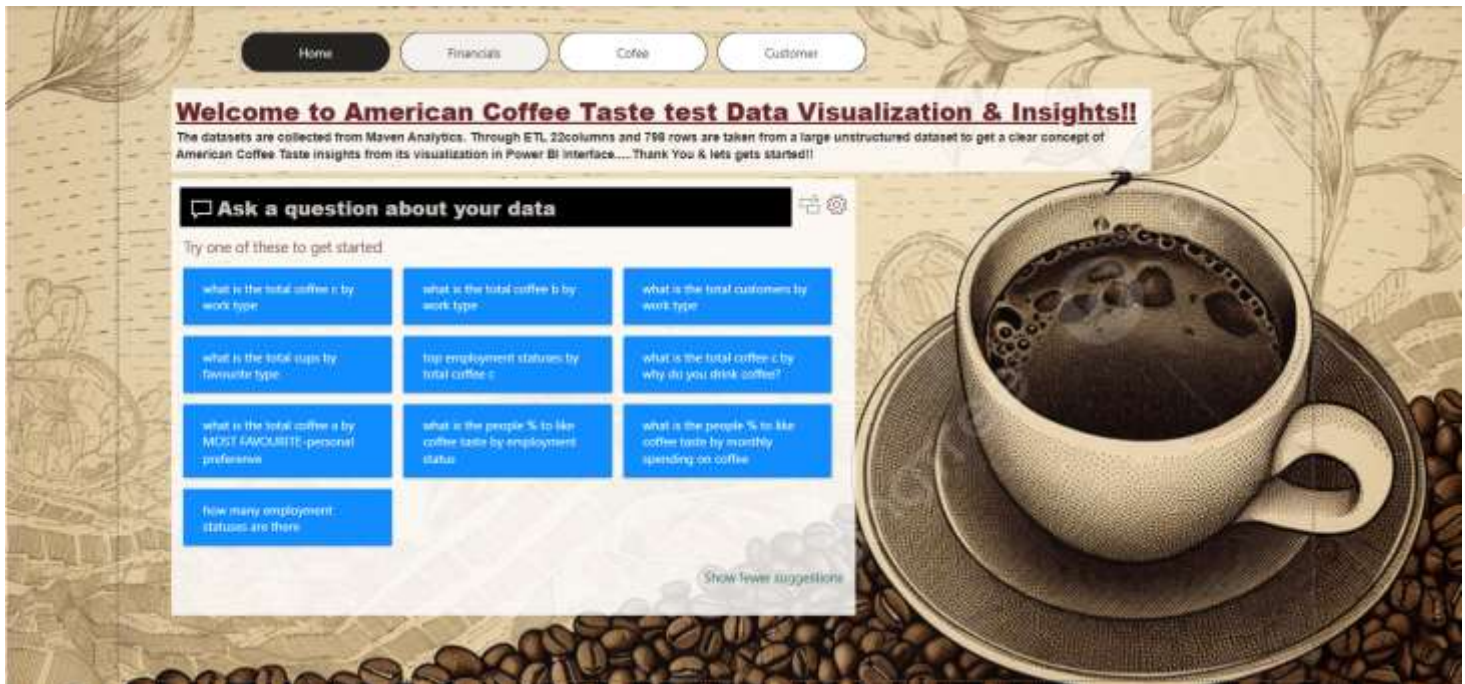 Home
Financials
Cofee
Customer
Welcome to American Coffee Taste test Data Visualization & Insights!!
The datasets are collected from Maven Analytics. Through ETL 22columns and 798 rows are taken from a large unstructured dataset to get a clear concept of
American Coffee Taste insights from its visualization in Power BI interface.....Thank You & lets gets started!!
Ask a question about your data
Try one of these to get started
what is the total coffee c by
work type
what is the total coffee b by
work type
what is the total customers by
work type
what is the total cups by
favourite type
top employment statuses by
total coffee c
what is the total coffee c by
why do you drink coffee?
what is the total coffee a by
MOST FAVOURITE-personal
preference
what is the people % to like
coffee taste by employment
status
what is the people % to like
coffee taste by monthly
spending on coffee
how many employment
statuses are there
Show fewer suggestions